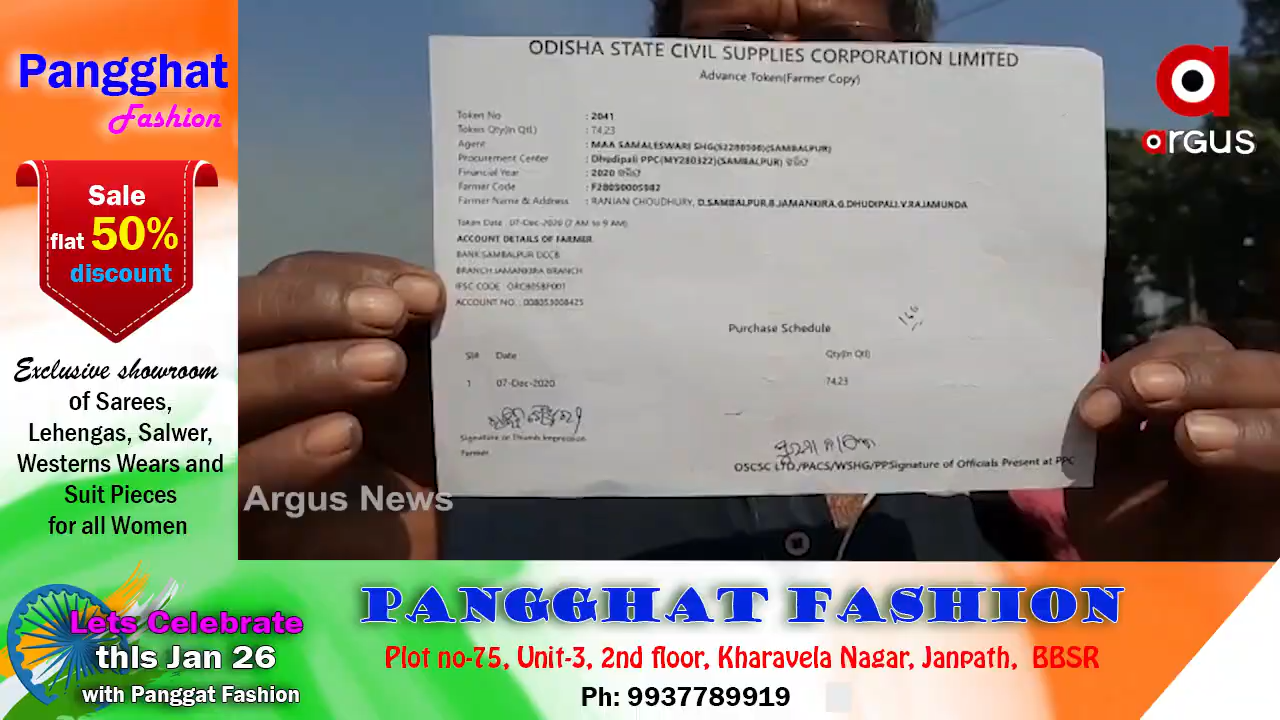 Pangghat
Fashion
Sale
flat 50%
discount
Exclusive showroom
of Sarees,
Lehengas, Salwer,
Westerns Wears and
Suit Pieces
for all Women
Lets Celebrate
thIs Jan 26
with Panggat Fashion
ODISHA STATE CIVIL SUPPLIES CORPORATION LIMITED
Advance Token(Farmer Copy)
Token No : 2041
Token Qty(In Qtl.) : 74.23
Agent : MAA SAMALESWARI (SAMBALPUR)
Procurement Center : Dhudipali PPC(MY280322)(SAMBALPUR) ଖରିଫ
Financial Year : 2020 ଖରିଫ
Farmer Code
Farmer Name & Address : RANJAN CHOUDHURY, D.SAMBALPUR,B.JAMANKIRA,G.DHUDIPALI,V.RAJAMUNDA
Token Date : 07-Dec-2020 (7 AM to 9 AM)
ACCOUNT DETAILS OF FARMER
BANK:SAMBALPUR DCCB
BRANCH:JAMANKIRA BRANCH
IFSC CODE :
ACCOUNT NO. :
Purchase Schedule
Sl# Date Qty(In Qtl)
1 07-Dec-2020 74.23
Signature or Thumb Impression
Farmer
OSCSC LTD./PACS/WSHG/PPSignature of Officials Present at PPC
argus
Argus News
PANGGHAT FASHION
Plot no-75, Unit-3, 2nd floor, Kharavela Nagar, Janpath, BBSR
Ph: 9937789919